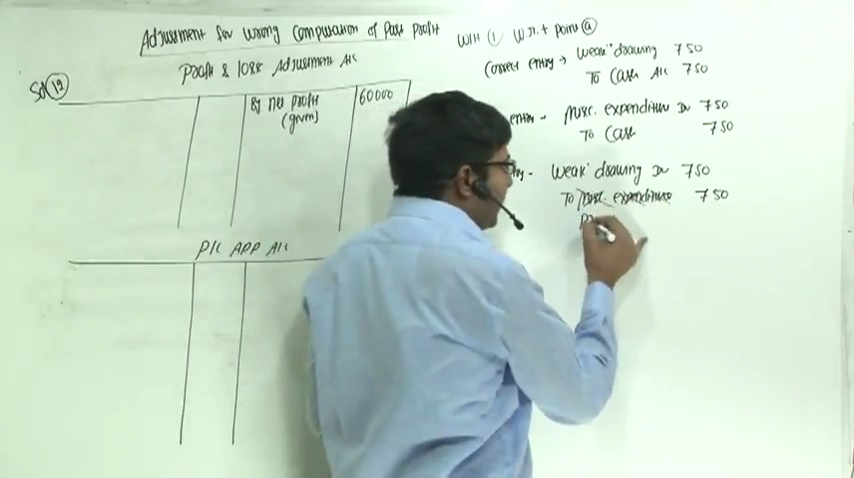 Adjustment for wrong computation of Past Profit
Profit & loss Adjustment A/c
Sol 19
By Net profit 60000
(given)
P/L APP A/c
WN ① W.r.t point ⓐ
Correct entry → Weak" drawing 750
To Cash A/c 750
entry - Misc. expenditure Dr 750
To Cash 750
Weak" drawing Dr 750
To Misc. expenditure 750